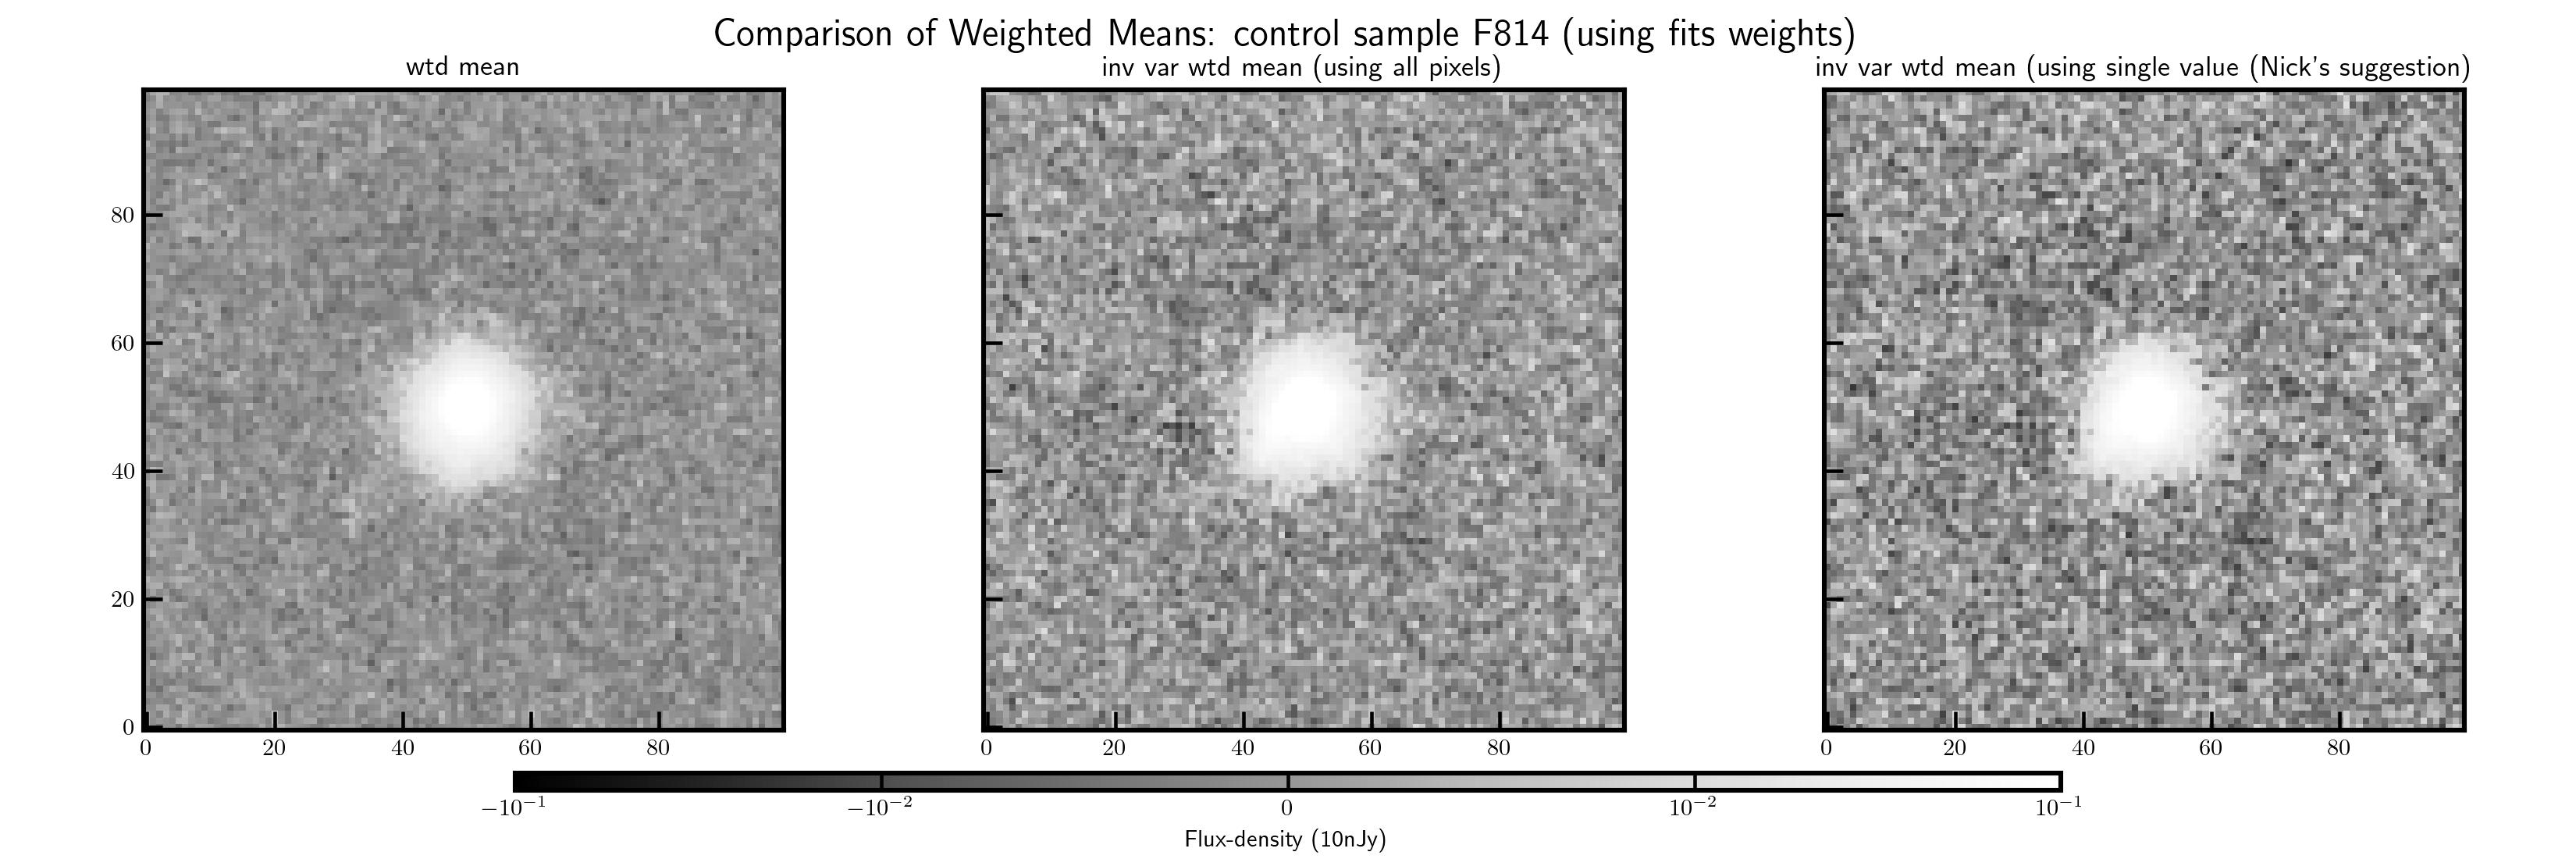 Comparison of Weighted Means: control sample F814 (using fits weights)
wtd mean
inv var wtd mean (using all pixels)
inv var wtd mean (using single value (Nick's suggestion)
80
60
40
20
0
0 20 40 60 80
0 20 40 60 80
0 20 40 60 80
−10⁻¹ −10⁻² 0 10⁻² 10⁻¹
Flux-density (10nJy)